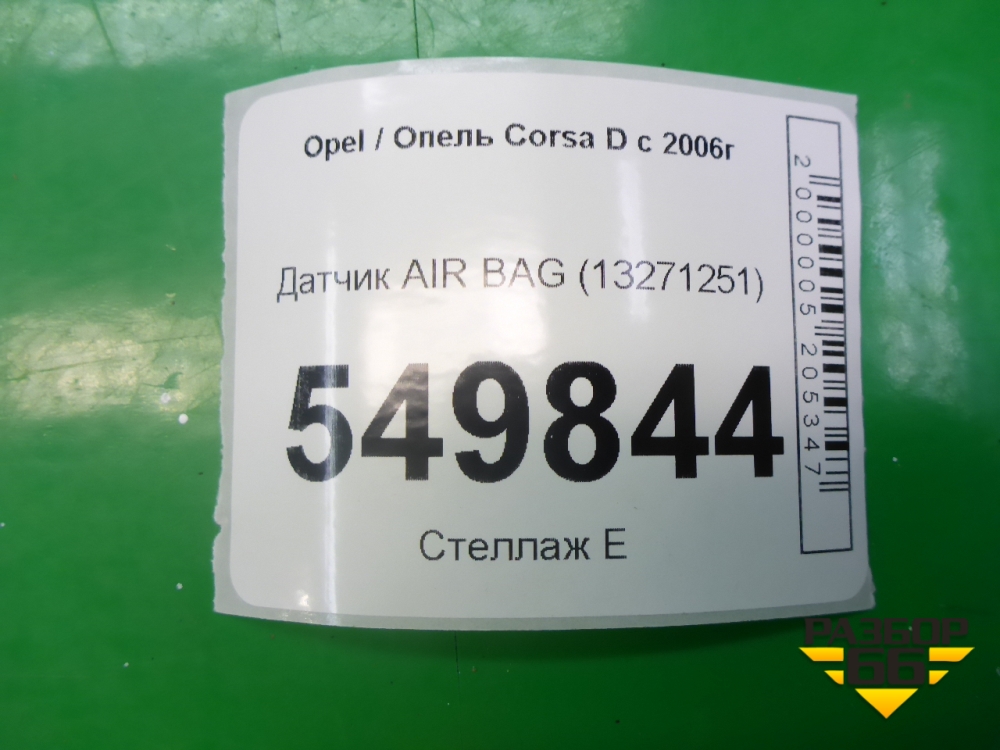 Opel / Опель Corsa D с 2006г
Датчик AIR BAG (13271251)
549844
Стеллаж Е
2000005205347
РАЗБОР
66